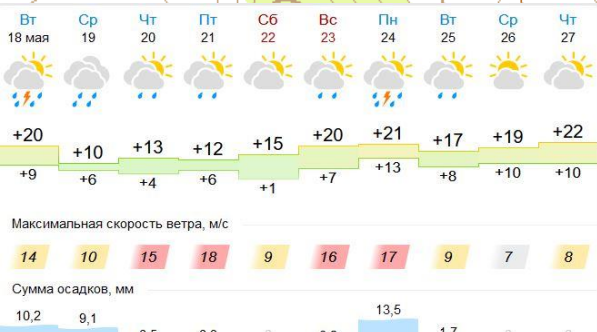 Вт Ср Чт Пт Сб Вс Пн Вт Ср Чт
18 мая 19 20 21 22 23 24 25 26 27
+20 +10 +13 +12 +15 +20 +21 +17 +19 +22
+9 +6 +4 +6 +1 +7 +13 +8 +10 +10
Максимальная скорость ветра, м/с
14 10 15 18 9 16 17 9 7 8
Сумма осадков, мм
10,2 9,1 13,5